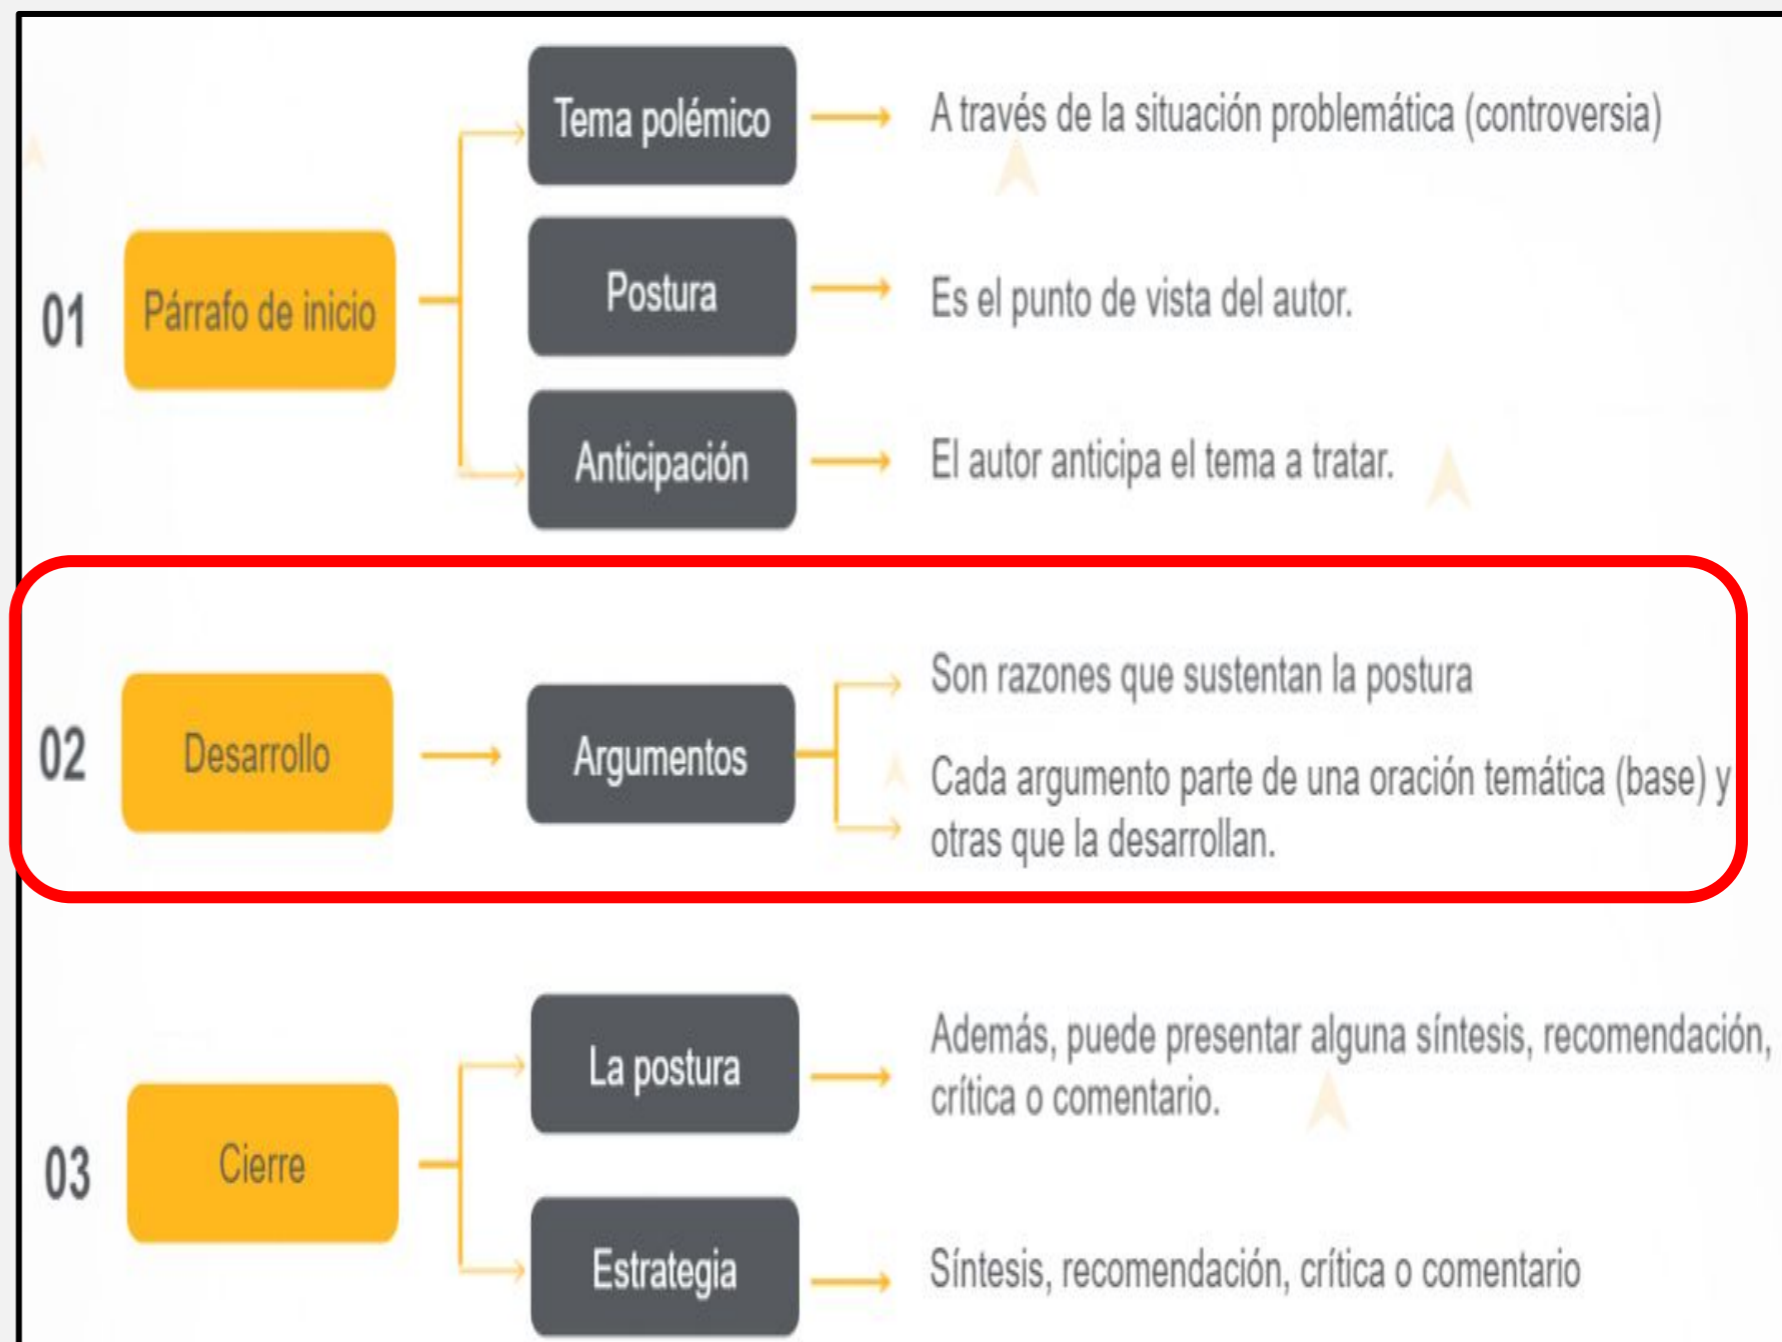 01
Párrafo de inicio
Tema polémico
A través de la situación problemática (controversia)
Postura
Es el punto de vista del autor.
Anticipación
El autor anticipa el tema a tratar.
02
Desarrollo
Argumentos
Son razones que sustentan la postura
Cada argumento parte de una oración temática (base) y
otras que la desarrollan.
03
Cierre
La postura
Además, puede presentar alguna síntesis, recomendación,
crítica o comentario.
Estrategia
Síntesis, recomendación, crítica o comentario